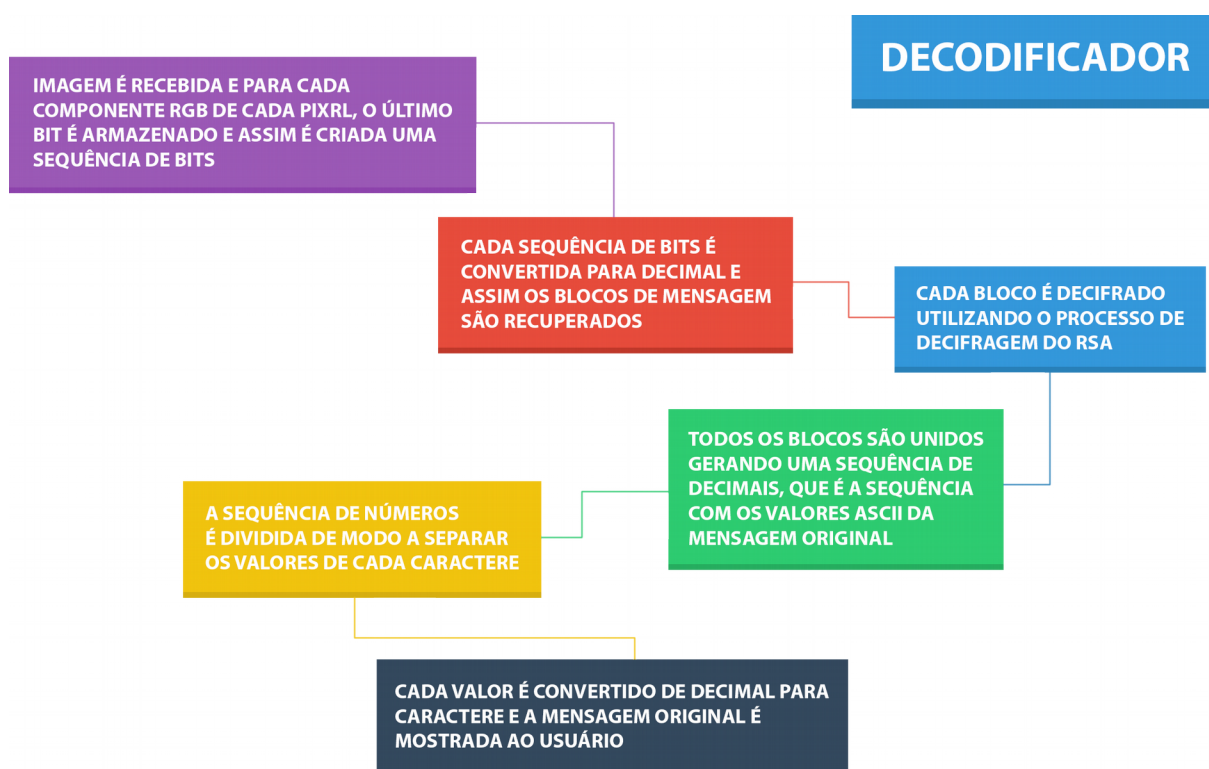 DECODIFICADOR
IMAGEM É RECEBIDA E PARA CADA
COMPONENTE RGB DE CADA PIXRL, O ÚLTIMO
BIT É ARMAZENADO E ASSIM É CRIADA UMA
SEQUÊNCIA DE BITS
CADA SEQUÊNCIA DE BITS É
CONVERTIDA PARA DECIMAL E
ASSIM OS BLOCOS DE MENSAGEM
SÃO RECUPERADOS
CADA BLOCO É DECIFRADO
UTILIZANDO O PROCESSO DE
DECIFRAGEM DO RSA
TODOS OS BLOCOS SÃO UNIDOS
GERANDO UMA SEQUÊNCIA DE
DECIMAIS, QUE É A SEQUÊNCIA
COM OS VALORES ASCII DA
MENSAGEM ORIGINAL
A SEQUÊNCIA DE NÚMEROS
É DIVIDIDA DE MODO A SEPARAR
OS VALORES DE CADA CARACTERE
CADA VALOR É CONVERTIDO DE DECIMAL PARA
CARACTERE E A MENSAGEM ORIGINAL É
MOSTRADA AO USUÁRIO